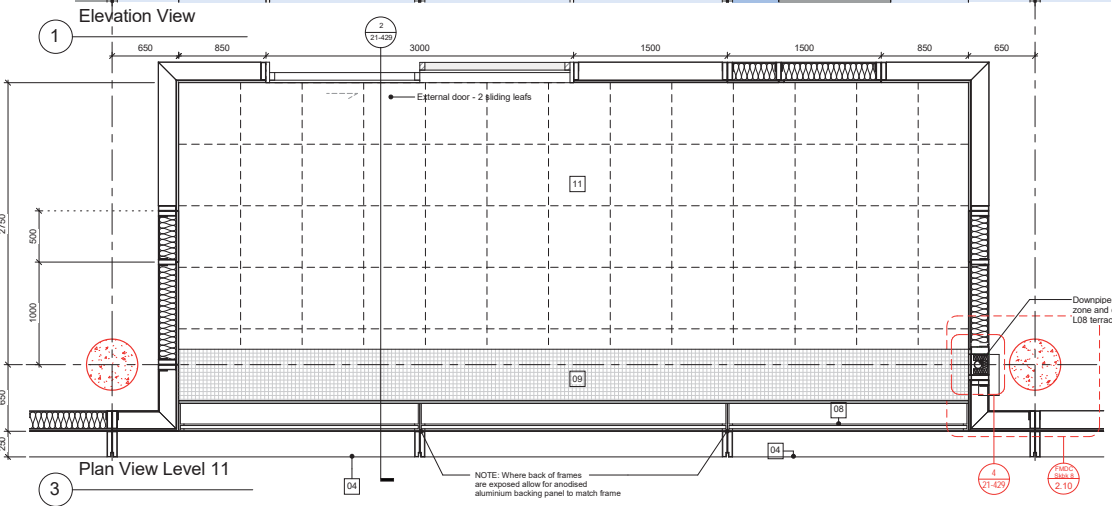 Elevation View
1
2
21-429
650
850
3000
1500
1500
850
650
External door - 2 sliding leafs
2750
500
1000
650
250
11
09
08
04
04
Downpipe
zone and
L08 terrac
NOTE: Where back of frames
are exposed allow for anodised
aluminium backing panel to match frame
4
21-429
FMDC
2.10
Plan View Level 11
3